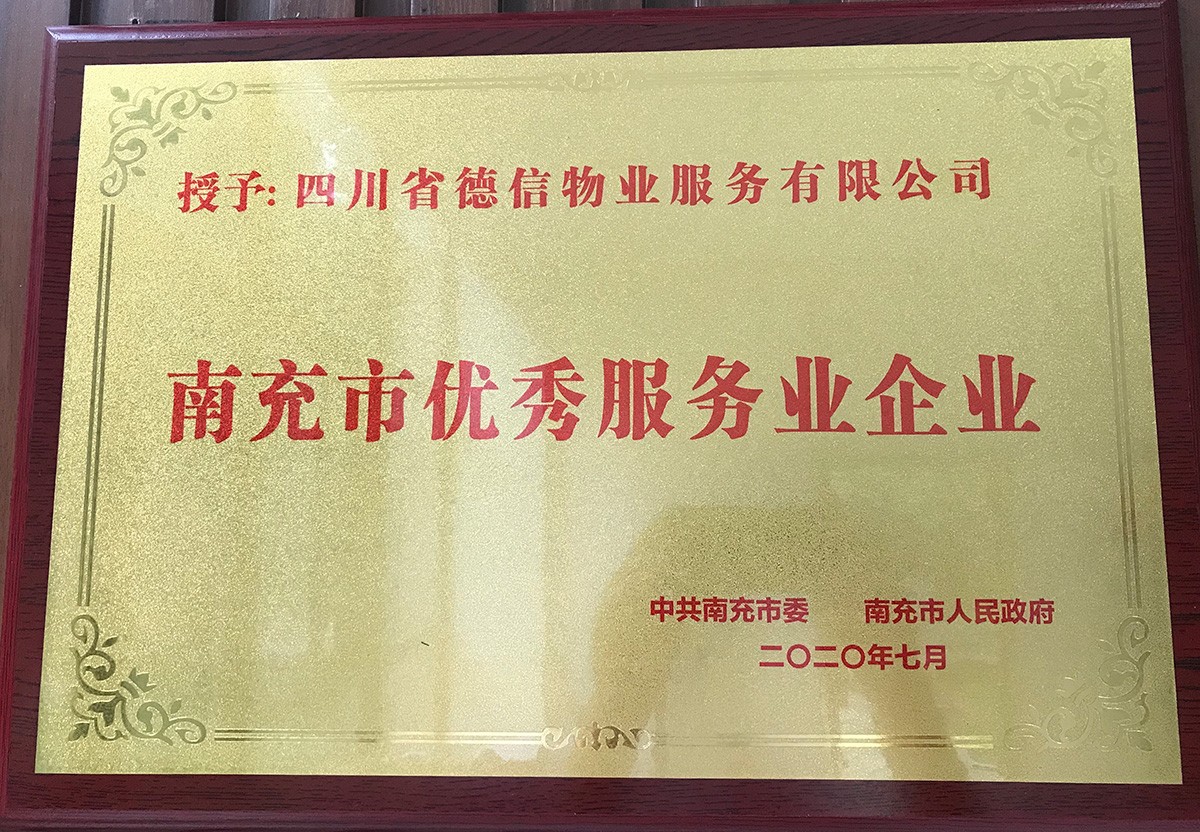 授予:四川省德信物业服务有限公司
南充市优秀服务业企业
中共南充市委 南充市人民政府
二〇二〇年七月